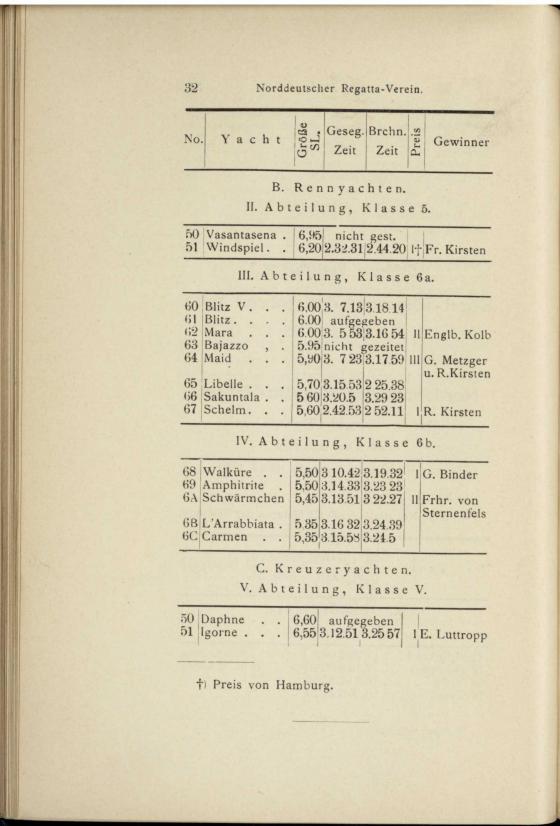 32 Norddeutscher Regatta-Verein.
No. Yacht Größe SL. Geseg. Zeit Brchn. Zeit Preis Gewinner
B. Rennyachten.
II. Abteilung, Klasse 5.
50 Vasantasena . 6,95 nicht gest.
51 Windspiel . . 6,20 2.32.31 2.44.20 I† Fr. Kirsten
III. Abteilung, Klasse 6a.
60 Blitz V . . . 6,00 3. 7.13 3.18.14
61 Blitz . . . . 6.00 aufgegeben
62 Mara . . . 6.00 3. 5 53 3.16 54 II Englb. Kolb
63 Bajazzo , . 5.95 nicht gezeitet
64 Maid . . . 5,90 3. 7 23 3.17.59 III G. Metzger
u. R.Kirsten
65 Libelle . . . 5,70 3.15.53 2 25.38
66 Sakuntala . . 5 60 3.20.5 3.29 23
67 Schelm. . . 5,60 2.42.53 2 52.11 I R. Kirsten
IV. Abteilung, Klasse 6b.
68 Walküre . . 5,50 3 10.42 3.19.32 I G. Binder
69 Amphitrite . 5,50 3.14.33 3.23 23
6A Schwärmchen 5,45 3.13.51 3 22.27 II Frhr. von
Sternenfels
6B L'Arrabbiata . 5.35 3.16 32 3.24.39
6C Carmen . . 5,35 3.15.58 3.24.5
C. Kreuzeryachten.
V. Abteilung, Klasse V.
50 Daphne . . 6,60 aufgegeben
51 Igorne . . . 6,55 3.12.51 3.25 57 I E. Luttropp
†) Preis von Hamburg.